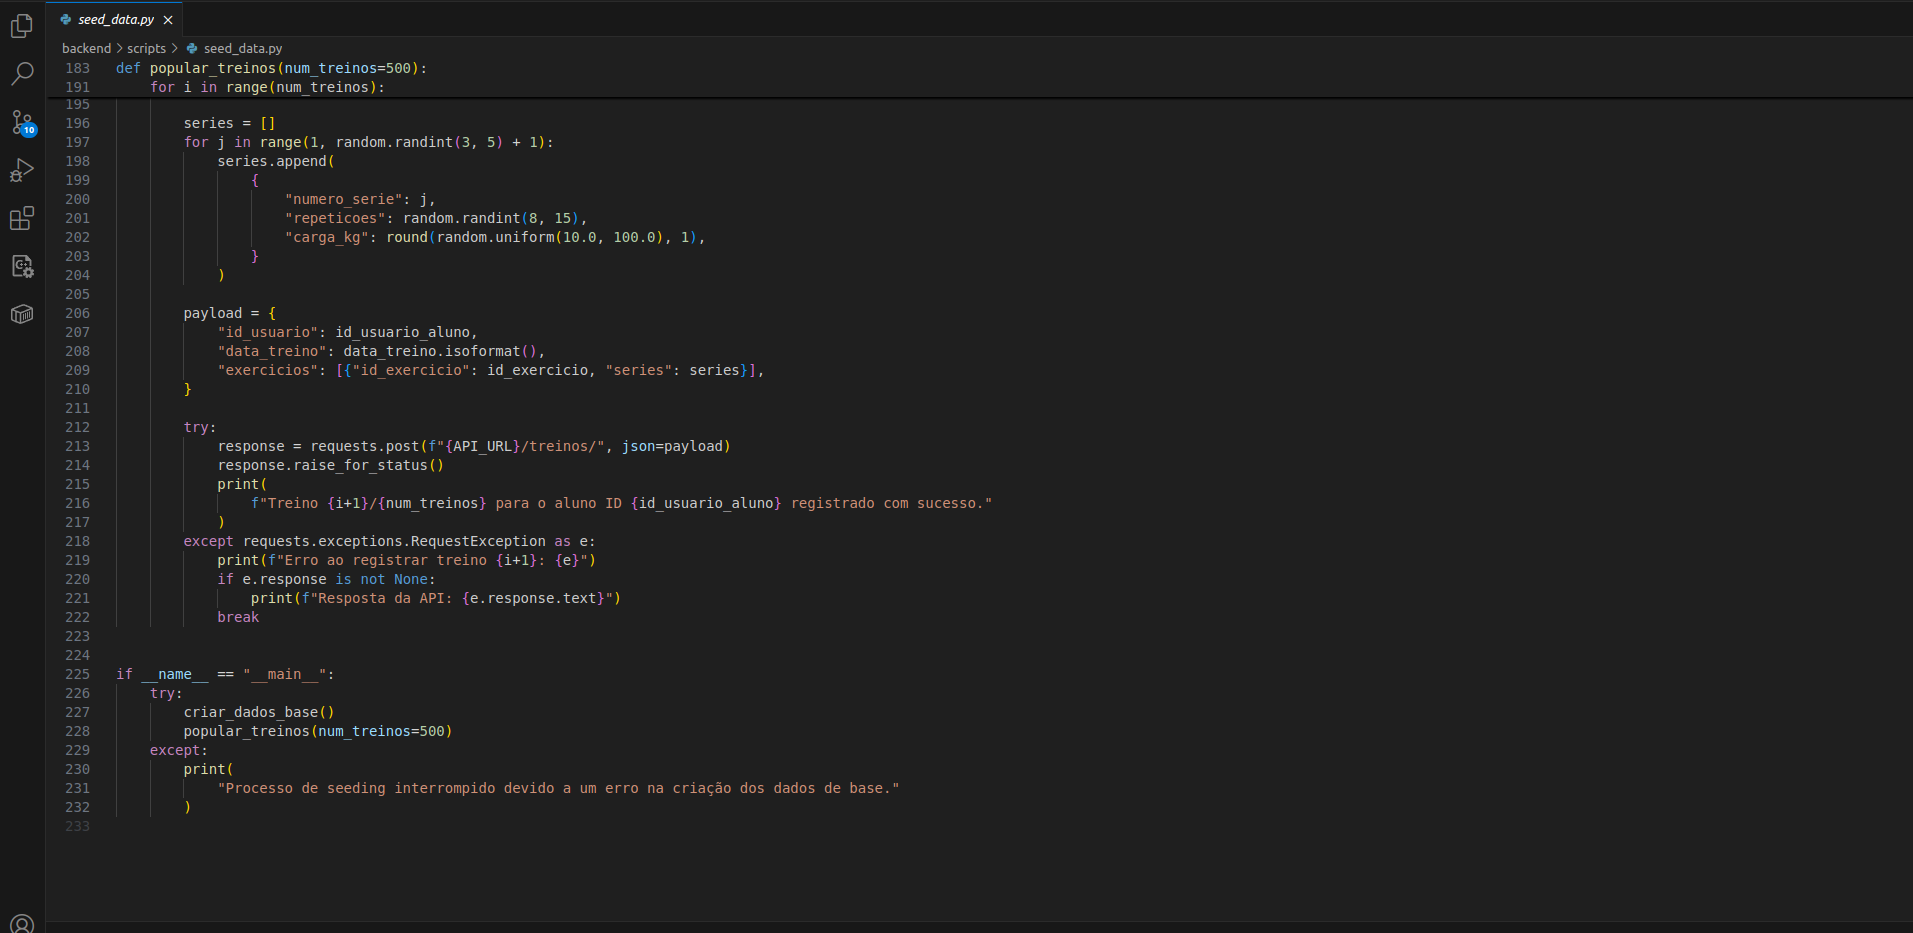 seed_data.py
backend > scripts > seed_data.py
183 def popular_treinos(num_treinos=500):
191     for i in range(num_treinos):
195
196         series = []
197         for j in range(1, random.randint(3, 5) + 1):
198             series.append(
199                 {
200                     "numero_serie": j,
201                     "repeticoes": random.randint(8, 15),
202                     "carga_kg": round(random.uniform(10.0, 100.0), 1),
203                 }
204             )
205
206         payload = {
207             "id_usuario": id_usuario_aluno,
208             "data_treino": data_treino.isoformat(),
209             "exercicios": [{"id_exercicio": id_exercicio, "series": series}],
210         }
211
212         try:
213             response = requests.post(f"{API_URL}/treinos/", json=payload)
214             response.raise_for_status()
215             print(
216                 f"Treino {i+1}/{num_treinos} para o aluno ID {id_usuario_aluno} registrado com sucesso."
217             )
218         except requests.exceptions.RequestException as e:
219             print(f"Erro ao registrar treino {i+1}: {e}")
220             if e.response is not None:
221                 print(f"Resposta da API: {e.response.text}")
222             break
223
224
225 if __name__ == "__main__":
226     try:
227         criar_dados_base()
228         popular_treinos(num_treinos=500)
229     except:
230         print(
231             "Processo de seeding interrompido devido a um erro na criação dos dados de base."
232         )
233
10